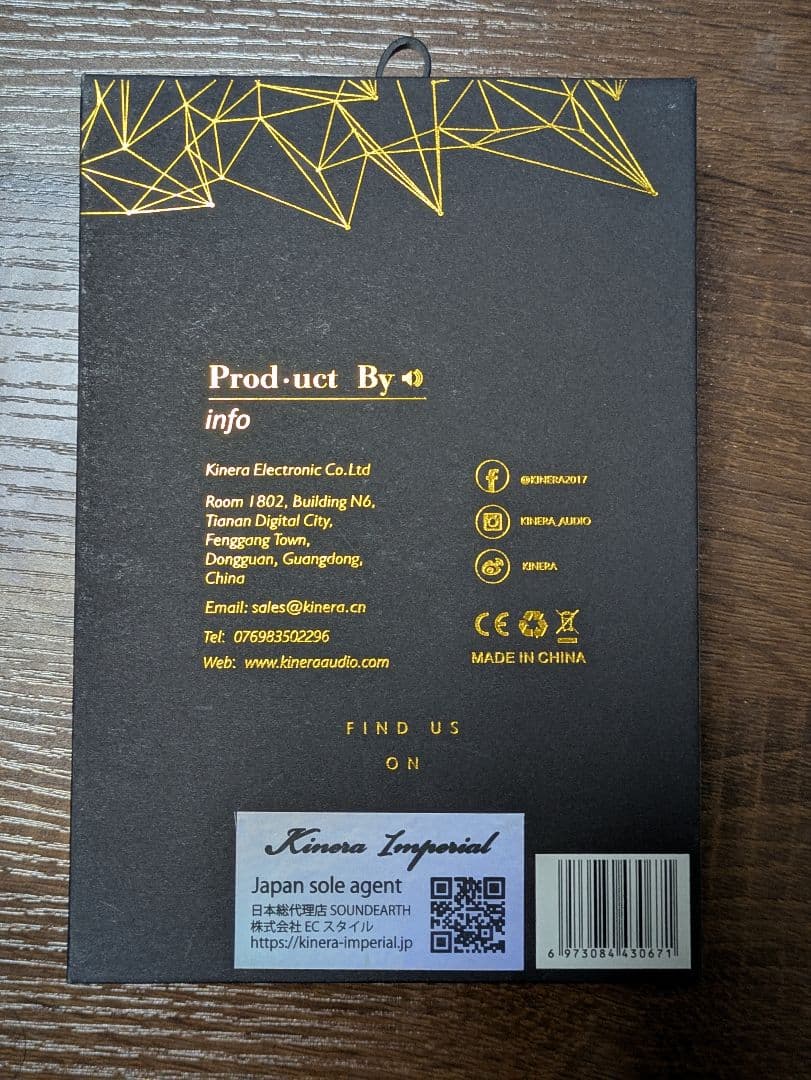 Prod·uct By
info
Kinera Electronic Co.Ltd
Room 1802, Building N6,
Tianan Digital City,
Fenggang Town,
Dongguan, Guangdong,
China
Email: sales@kinera.cn
Tel: 076983502296
Web: www.kineraaudio.com
@KINERA2017
KINERA_AUDIO
KINERA
CE
MADE IN CHINA
FIND US
ON
Kinera Imperial
Japan sole agent
日本総代理店 SOUNDEARTH
株式会社 EC スタイル
https://kinera-imperial.jp
6 973084 430671